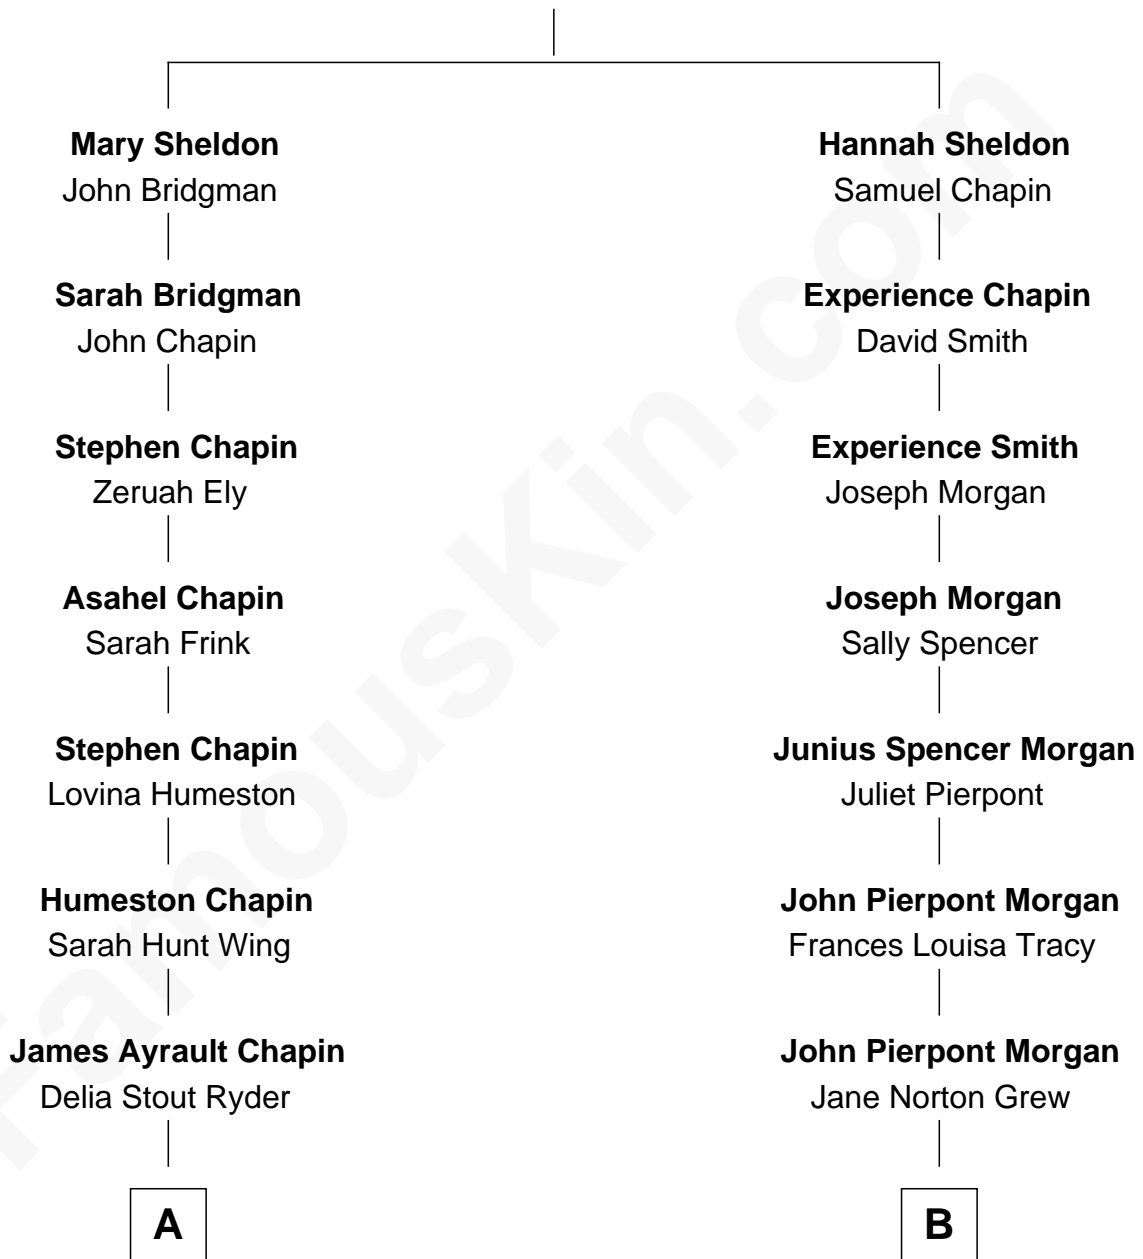 Mary Sheldon
John Bridgman
Sarah Bridgman
John Chapin
Stephen Chapin
Zeruah Ely
Asahel Chapin
Sarah Frink
Stephen Chapin
Lovina Humeston
Humeston Chapin
Sarah Hunt Wing
James Ayrault Chapin
Delia Stout Ryder
A
Hannah Sheldon
Samuel Chapin
Experience Chapin
David Smith
Experience Smith
Joseph Morgan
Joseph Morgan
Sally Spencer
Junius Spencer Morgan
Juliet Pierpont
John Pierpont Morgan
Frances Louisa Tracy
John Pierpont Morgan
Jane Norton Grew
B
FamousKin.com